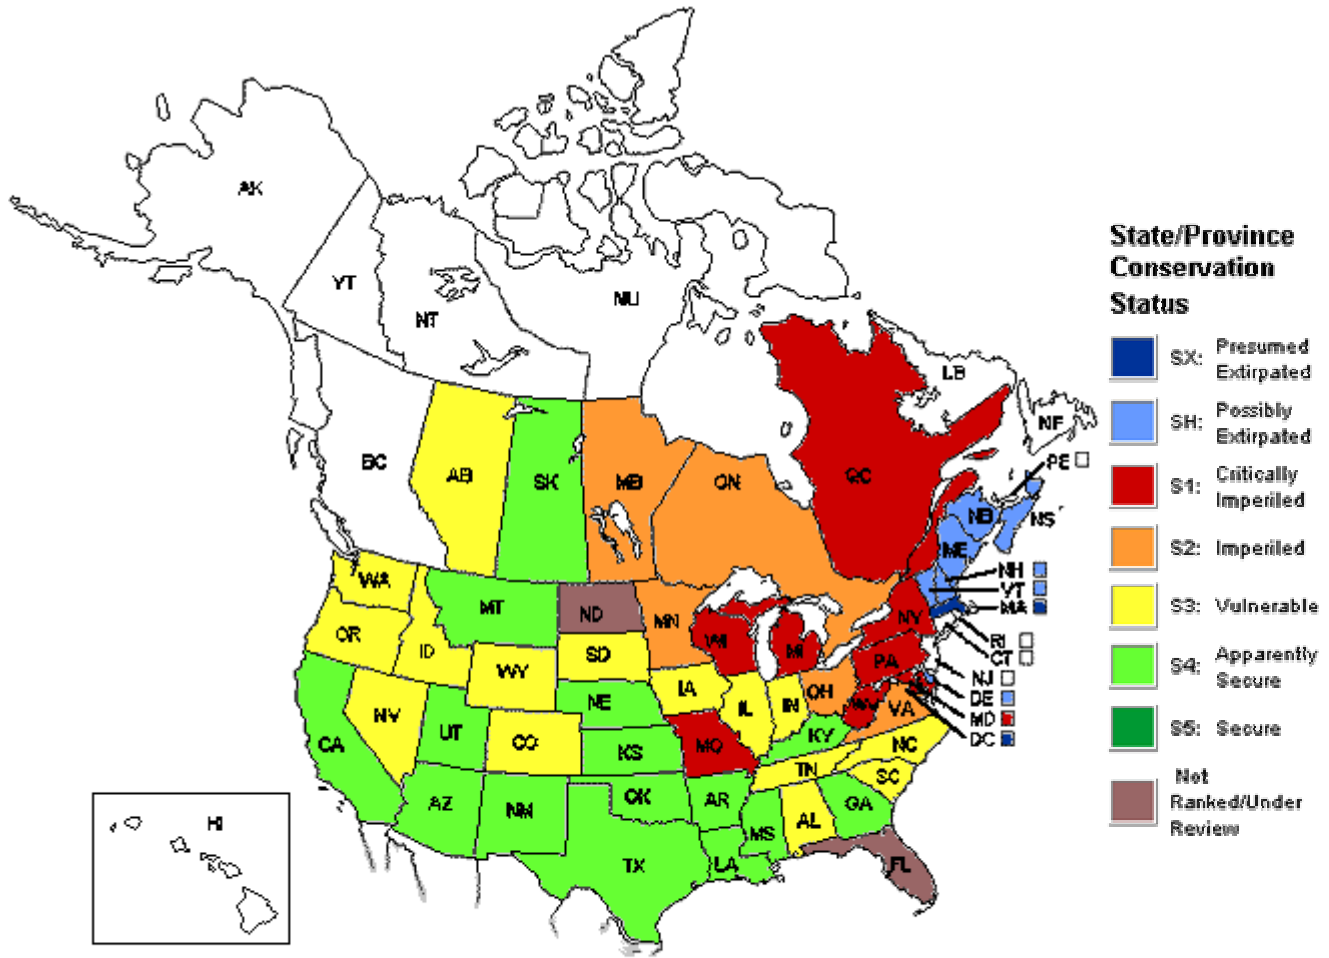 AK
YT
NT
NU
BC
AB
SK
MB
ON
QC
LB
NF
PE
NB
NS
ME
NH
VT
MA
RI
CT
NJ
DE
MD
DC
WA
MT
ND
MN
WI
MI
NY
OR
ID
WY
SD
IA
PA
NV
UT
CO
NE
IL
IN
OH
WV
VA
CA
KS
MO
KY
NC
TN
SC
AZ
NM
OK
AR
MS
AL
GA
TX
LA
FL
HI
State/Province
Conservation
Status
SX: Presumed
Extirpated
SH: Possibly
Extirpated
S1: Critically
Imperiled
S2: Imperiled
S3: Vulnerable
S4: Apparently
Secure
S5: Secure
Not
Ranked/Under
Review